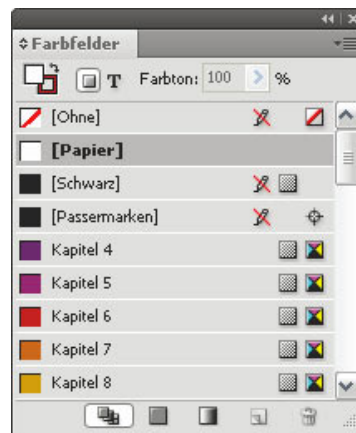 Farbfelder
T Farbton: 100 %
[Ohne]
[Papier]
[Schwarz]
[Passermarken]
Kapitel 4
Kapitel 5
Kapitel 6
Kapitel 7
Kapitel 8